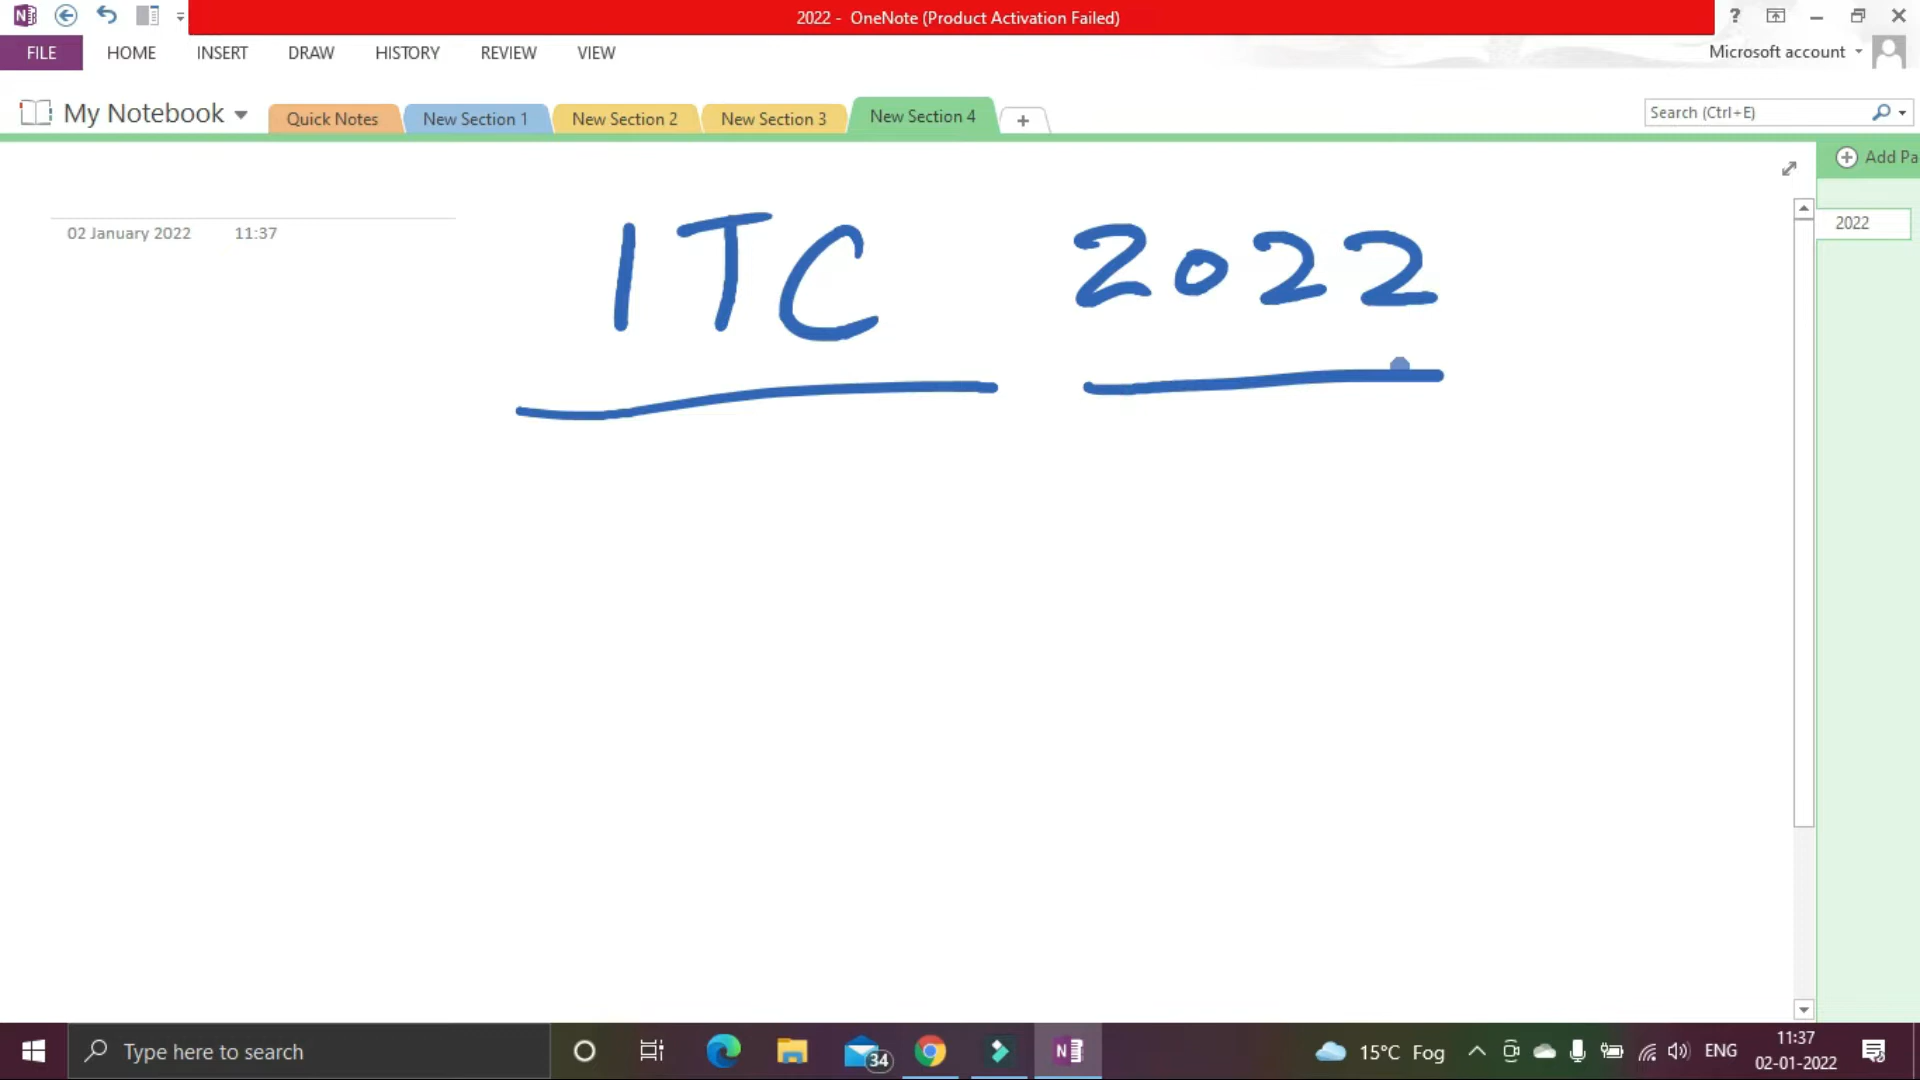 2022 - OneNote (Product Activation Failed) ?
FILE HOME INSERT DRAW HISTORY REVIEW VIEW Microsoft account
My Notebook Quick Notes New Section 1 New Section 2 New Section 3 New Section 4 + Search (Ctrl+E)
Add Pa
2022
02 January 2022 11:37
ITC 2022
Type here to search 34 15°C Fog ENG 11:37
02-01-2022